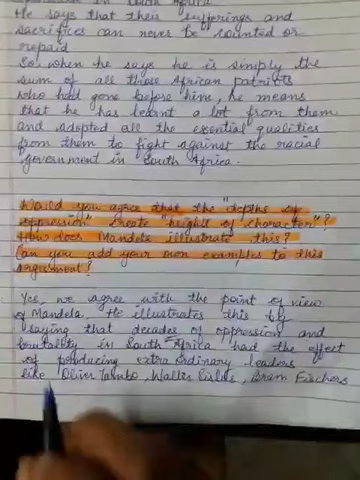 He says that their sufferings and
sacrifices can never be counted or
repaid
So, when he says he is simply the
sum of all those African patriots
who had gone before him, he means
that he has learnt a lot from them
and adopted all the essential qualities
from them to fight against the racial
government in South Africa.
Would you agree that the "depths of
oppression" create "height of character"?
How does Mandela illustrate this?
Can you add your own examples to this
argument?
Yes, we agree with the point of view
of Mandela. He illustrates this by
saying that decades of oppression and
brutality in South Africa had the effect
of producing extraordinary leaders
like Oliver Tambo, Walter Sisulus, Bram Fischers